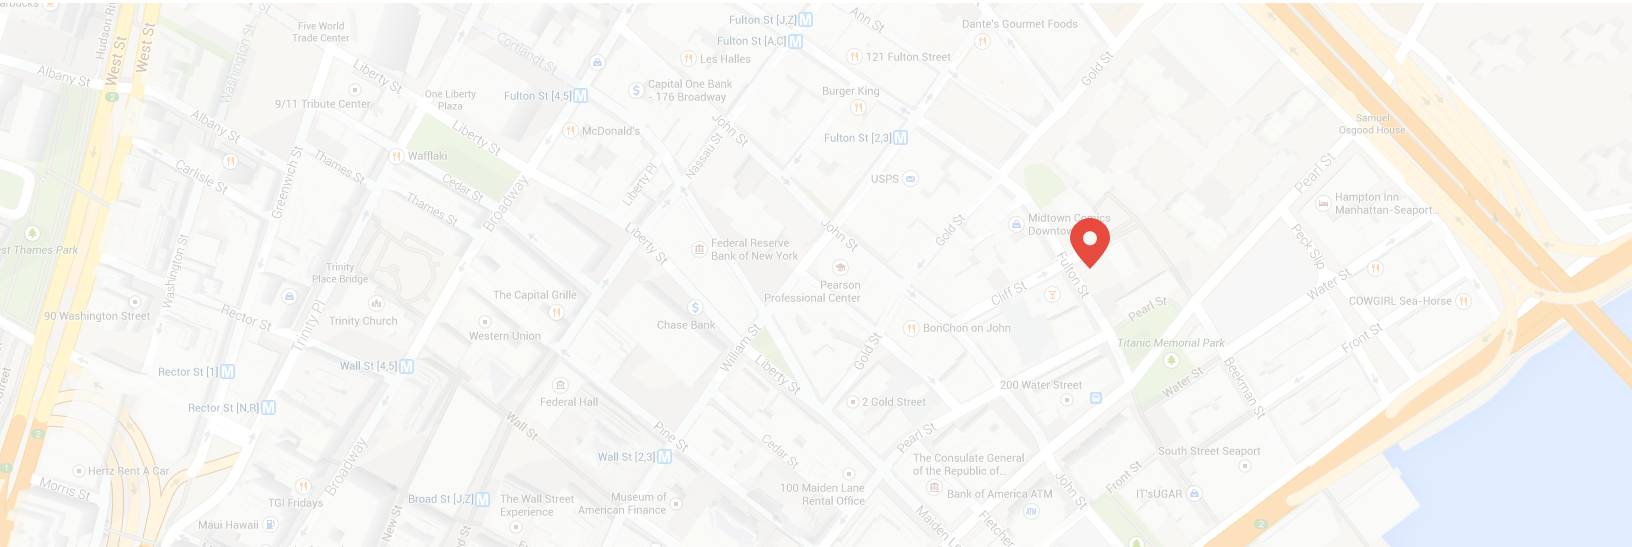 Starbucks
Hudson Riv
West St
West St
Albany St
2
Five World
Trade Center
Washington St
Cortlandt St
Liberty St
9/11 Tribute Center
One Liberty
Plaza
Fulton St [4,5] M
Fulton St [J,Z] M
Fulton St [A,C] M
Les Halles
Capital One Bank
- 176 Broadway
McDonald's
Ann St
121 Fulton Street
Burger King
Fulton St [2,3] M
Dante's Gourmet Foods
Gold St
Samuel
Osgood House
Albany St
Carlisle St
Greenwich St
Thames St
Wafflaki
Liberty St
Cedar St
Thames St
Broadway
Liberty Pl
Nassau St
John St
USPS
Pearl St
Hampton Inn
Manhattan-Seaport...
Midtown Comics
Downtow
Gold St
John St
Peck Slip
est Thames Park
Washington St
Trinity
Place Bridge
Liberty St
Federal Reserve
Bank of New York
Pearson
Professional Center
Fulton St
Cliff St
Water St
COWGIRL Sea-Horse
90 Washington Street
Rector St
Trinity Pl
Trinity Church
The Capital Grille
Western Union
Chase Bank
William St
BonChon on John
Pearl St
Titanic Memorial Park
Front St
Rector St [1] M
Wall St [4,5] M
Liberty St
Gold St
200 Water Street
Water St
Beekman St
Rector St [N,R] M
Federal Hall
2 Gold Street
2
Wall St
Pine St
Cedar St
Pearl St
Wall St [2,3] M
The Consulate General
of the Republic of...
South Street Seaport
1
Hertz Rent A Car
Morris St
Broadway
TGI Fridays
Maui Hawaii
New St
Broad St [J,Z] M
d St
The Wall Street
Experience
Museum of
American Finance
100 Maiden Lane
Rental Office
Bank of America ATM
ATM
Maiden L
Fletcher
John St
Front St
IT'sUGAR
2